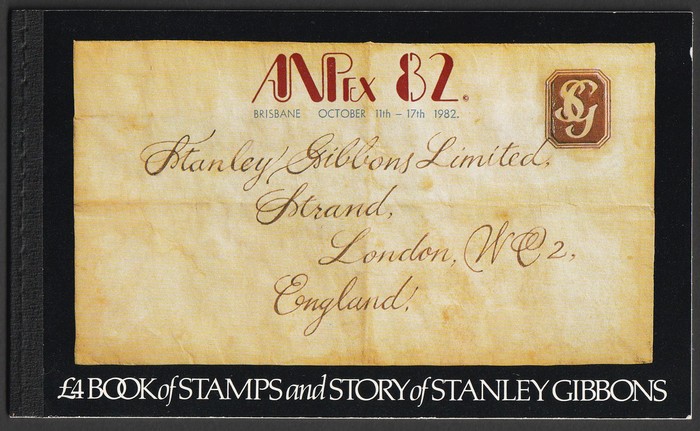 ANPEX 82.
BRISBANE OCTOBER 11th – 17th 1982.
SG
Stanley Gibbons Limited,
Strand,
London, WC2,
England.
£4 BOOK of STAMPS and STORY of STANLEY GIBBONS